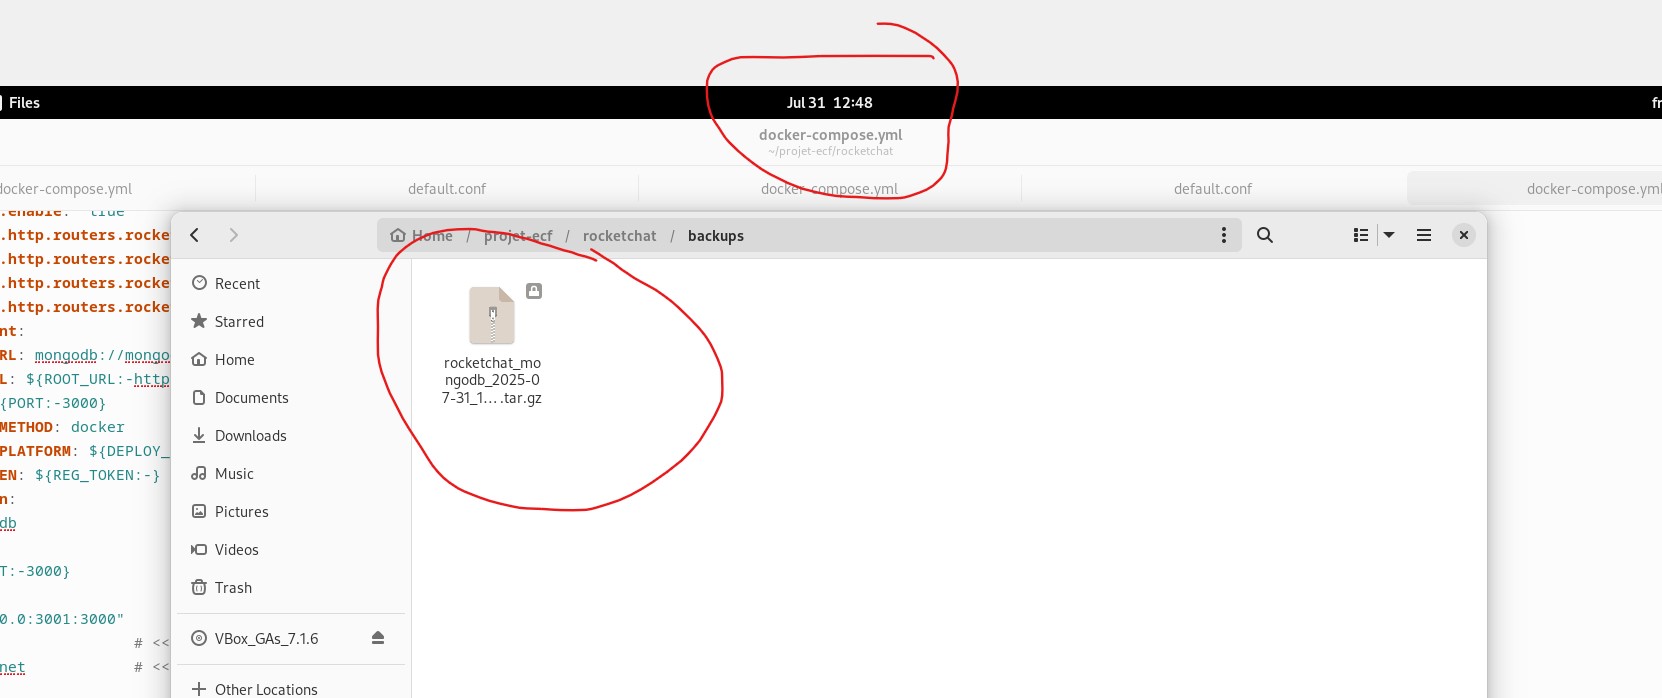 Files
Jul 31 12:48
fr
docker-compose.yml
~/projet-ecf/rocketchat
docker-compose.yml
default.conf
docker-compose.yml
default.conf
docker-compose.yml
.enable: "true
.http.routers.rocke
.http.routers.rocke
.http.routers.rocke
.http.routers.rocke
nt:
RL: mongodb://mongo
L: ${ROOT_URL:-http
{PORT:-3000}
METHOD: docker
PLATFORM: ${DEPLOY_
EN: ${REG_TOKEN:-}
n:
db
T:-3000}
0.0:3001:3000"
# <<
net # <<
Home / projet-ecf / rocketchat / backups
Recent
Starred
Home
Documents
Downloads
Music
Pictures
Videos
Trash
VBox_GAs_7.1.6
Other Locations
rocketchat_mo
ngodb_2025-0
7-31_1... .tar.gz